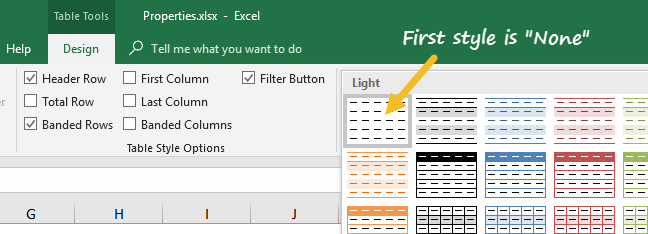 Table Tools
Properties.xlsx - Excel
Design
Tell me what you want to do
First style is "None"
Header Row
First Column
Filter Button
Total Row
Last Column
Banded Rows
Banded Columns
Table Style Options
Light
G H I J